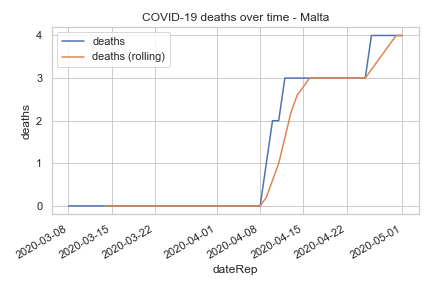 COVID-19 deaths over time - Malta
deaths
deaths (rolling)
deaths
4
3
2
1
0
2020-03-08
2020-03-15
2020-03-22
2020-04-01
2020-04-08
2020-04-15
2020-04-22
2020-05-01
dateRep